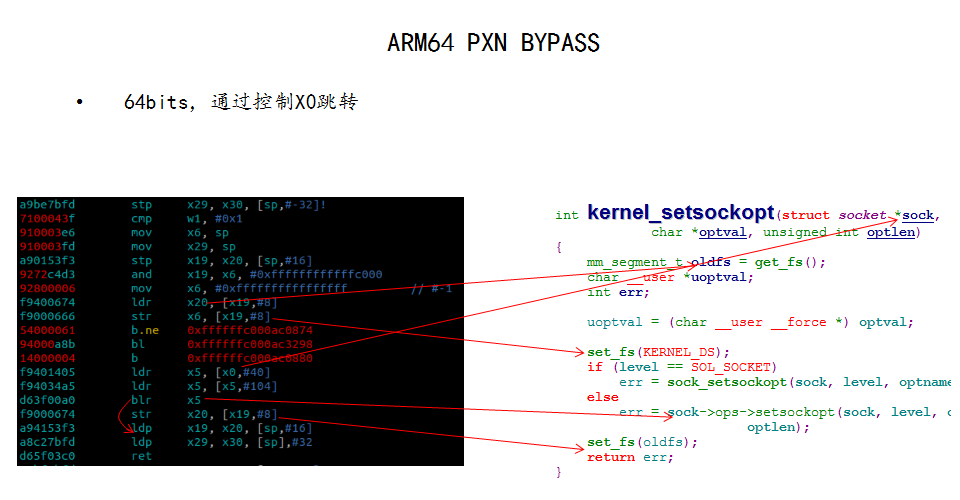 ARM64 PXN BYPASS
• 64bits, 通过控制X0跳转
a9be7bfd stp x29, x30, [sp,#-32]!
7100043f cmp w1, #0x1
910003e6 mov x6, sp
910003fd mov x29, sp
a90153f3 stp x19, x20, [sp,#16]
9272c4d3 and x19, x6, #0xffffffffffffc000
92800006 mov x6, #0xffffffffffffffff // #-1
f9400674 ldr x20, [x19,#8]
f9000666 str x6, [x19,#8]
54000061 b.ne 0xffffffc000ac0874
94000a8b bl 0xffffffc000ac3298
14000004 b 0xffffffc000ac0880
f9401405 ldr x5, [x0,#40]
f94034a5 ldr x5, [x5,#104]
d63f00a0 blr x5
f9000674 str x20, [x19,#8]
a94153f3 ldp x19, x20, [sp,#16]
a8c27bfd ldp x29, x30, [sp],#32
d65f03c0 ret
int kernel_setsockopt(struct socket *sock,
char *optval, unsigned int optlen)
{
mm_segment_t oldfs = get_fs();
char __user *uoptval;
int err;
uoptval = (char __user __force *) optval;
set_fs(KERNEL_DS);
if (level == SOL_SOCKET)
err = sock_setsockopt(sock, level, optname
else
err = sock->ops->setsockopt(sock, level,
optlen);
set_fs(oldfs);
return err;
}